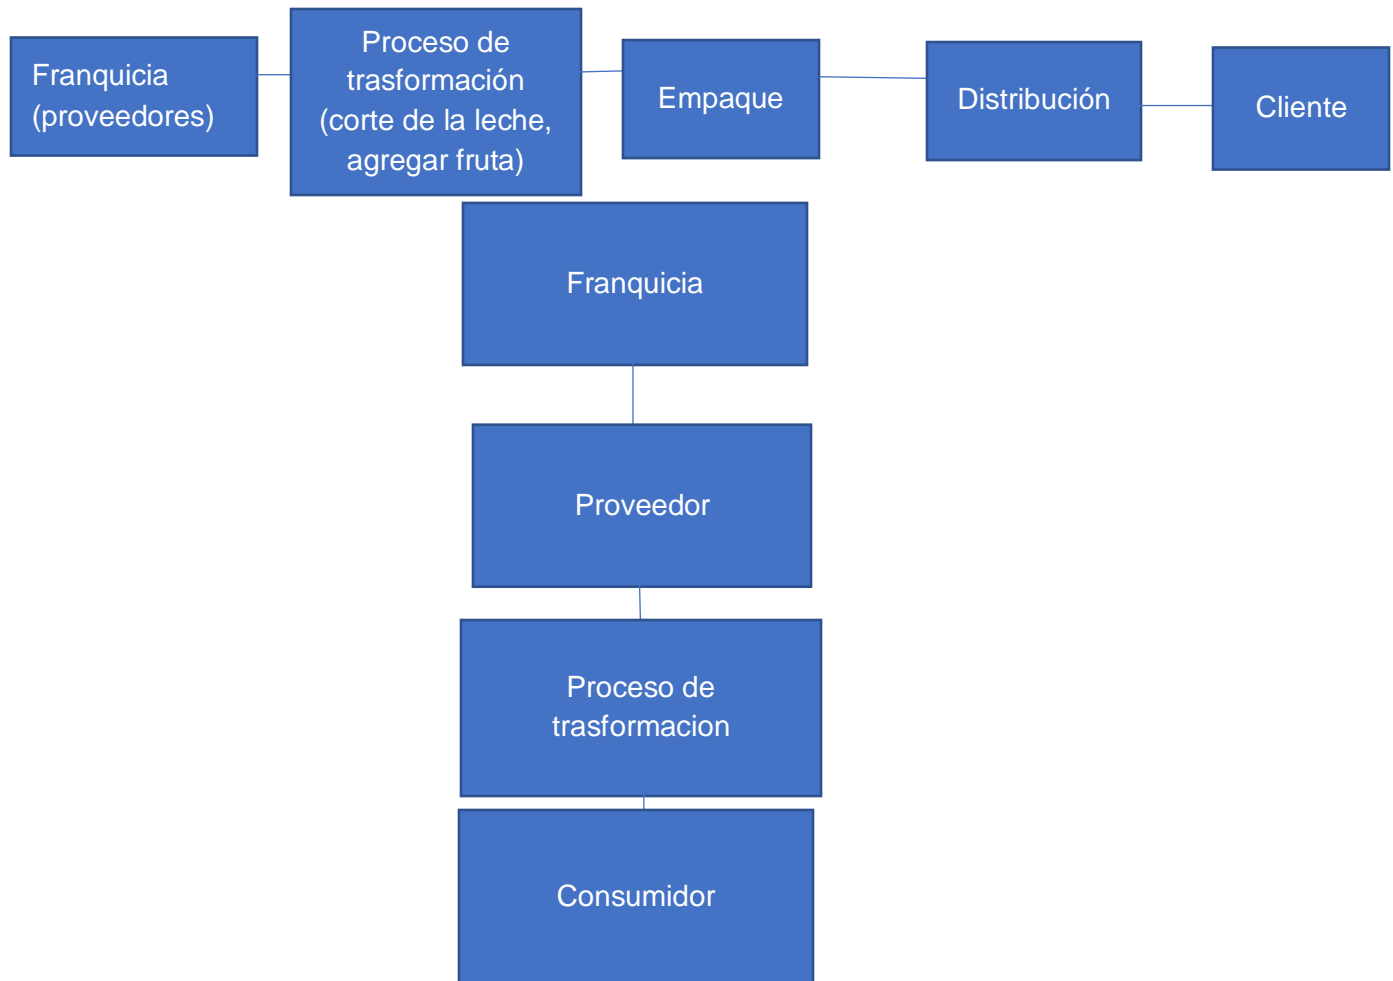 Franquicia
(proveedores)
Proceso de
trasformación
(corte de la leche,
agregar fruta)
Empaque
Distribución
Cliente
Franquicia
Proveedor
Proceso de
trasformacion
Consumidor